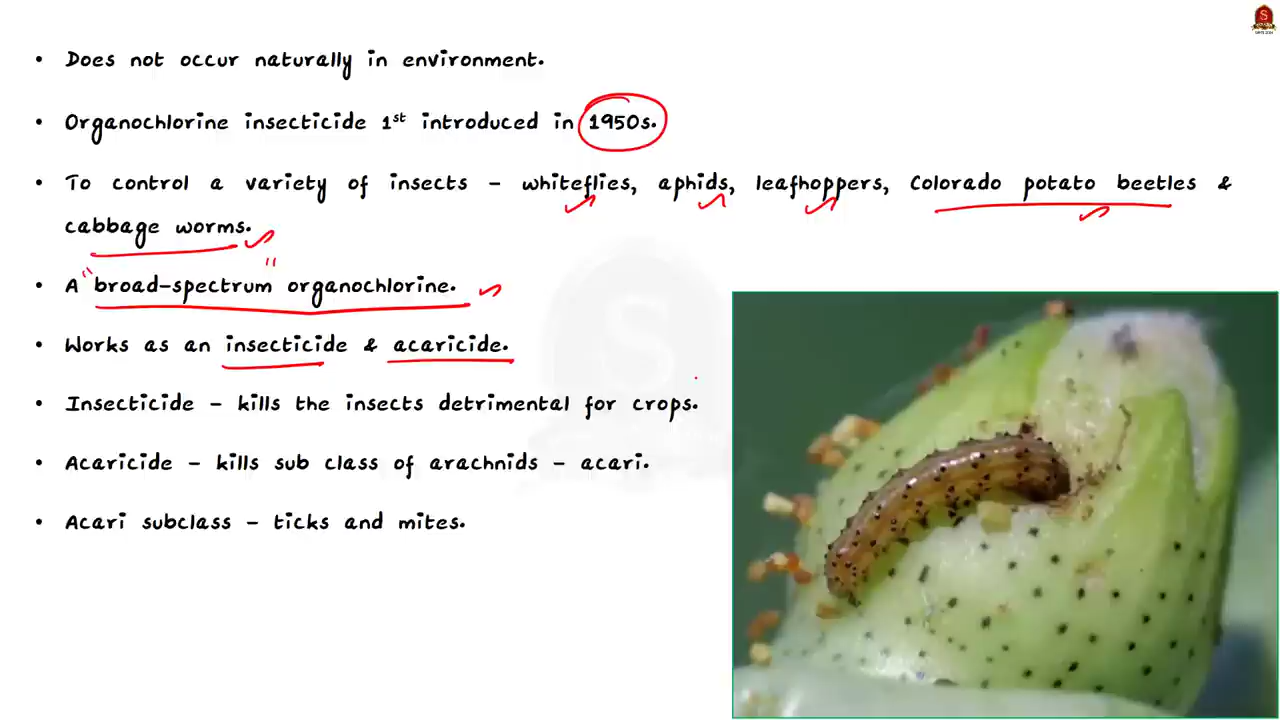 • Does not occur naturally in environment.
• Organochlorine insecticide 1st introduced in 1950s.
• To control a variety of insects – whiteflies, aphids, leafhoppers, Colorado potato beetles &
cabbage worms.
• A "broad-spectrum" organochlorine.
• Works as an insecticide & acaricide.
• Insecticide – kills the insects detrimental for crops.
• Acaricide – kills sub class of arachnids – acari.
• Acari subclass – ticks and mites.